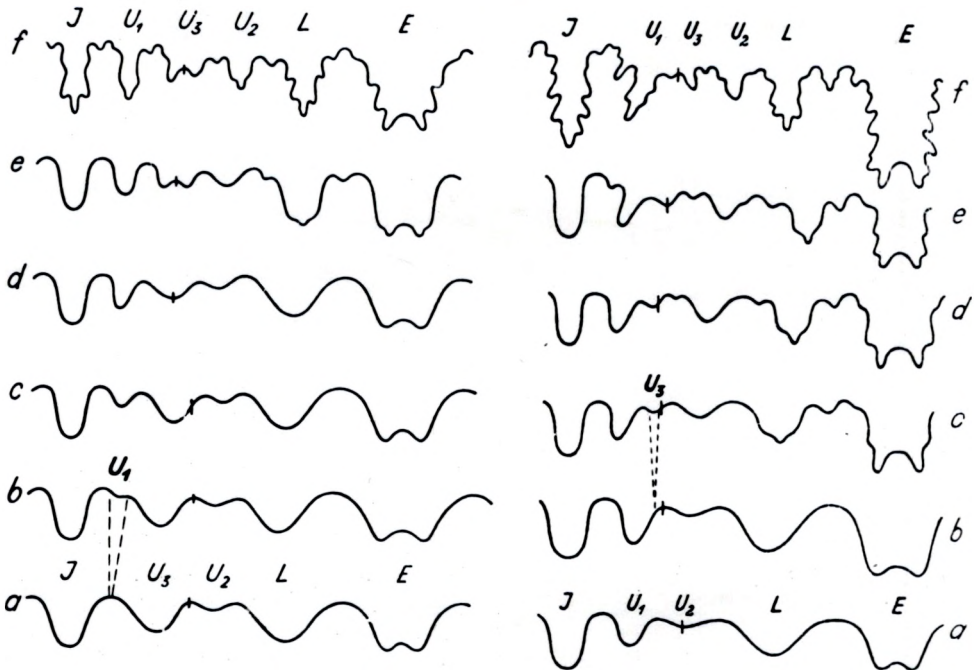 J U₁ U₃ U₂ L E
f
e
d
c
U₁
b
J U₃ U₂ L E
a
J U₁ U₃ U₂ L E
f
e
d
U₃
c
b
J U₁ U₂ L E
a